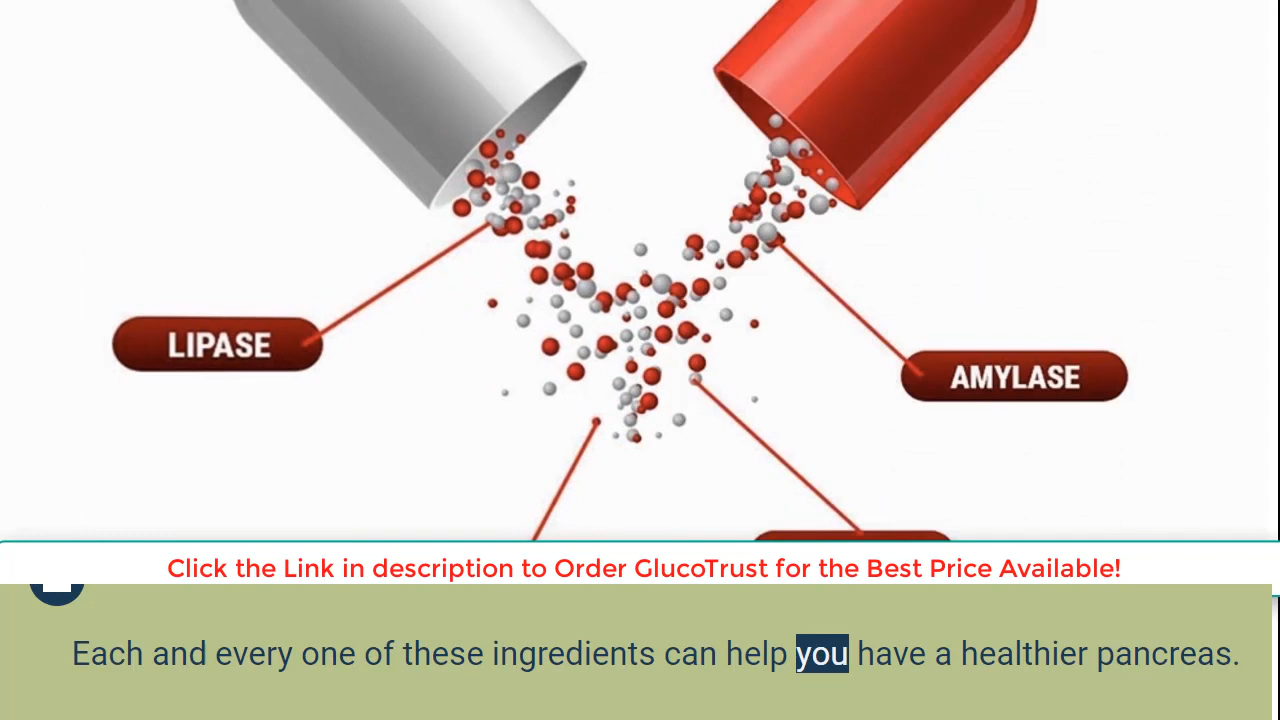 LIPASE
AMYLASE
Click the Link in description to Order GlucoTrust for the Best Price Available!
Each and every one of these ingredients can help you have a healthier pancreas.